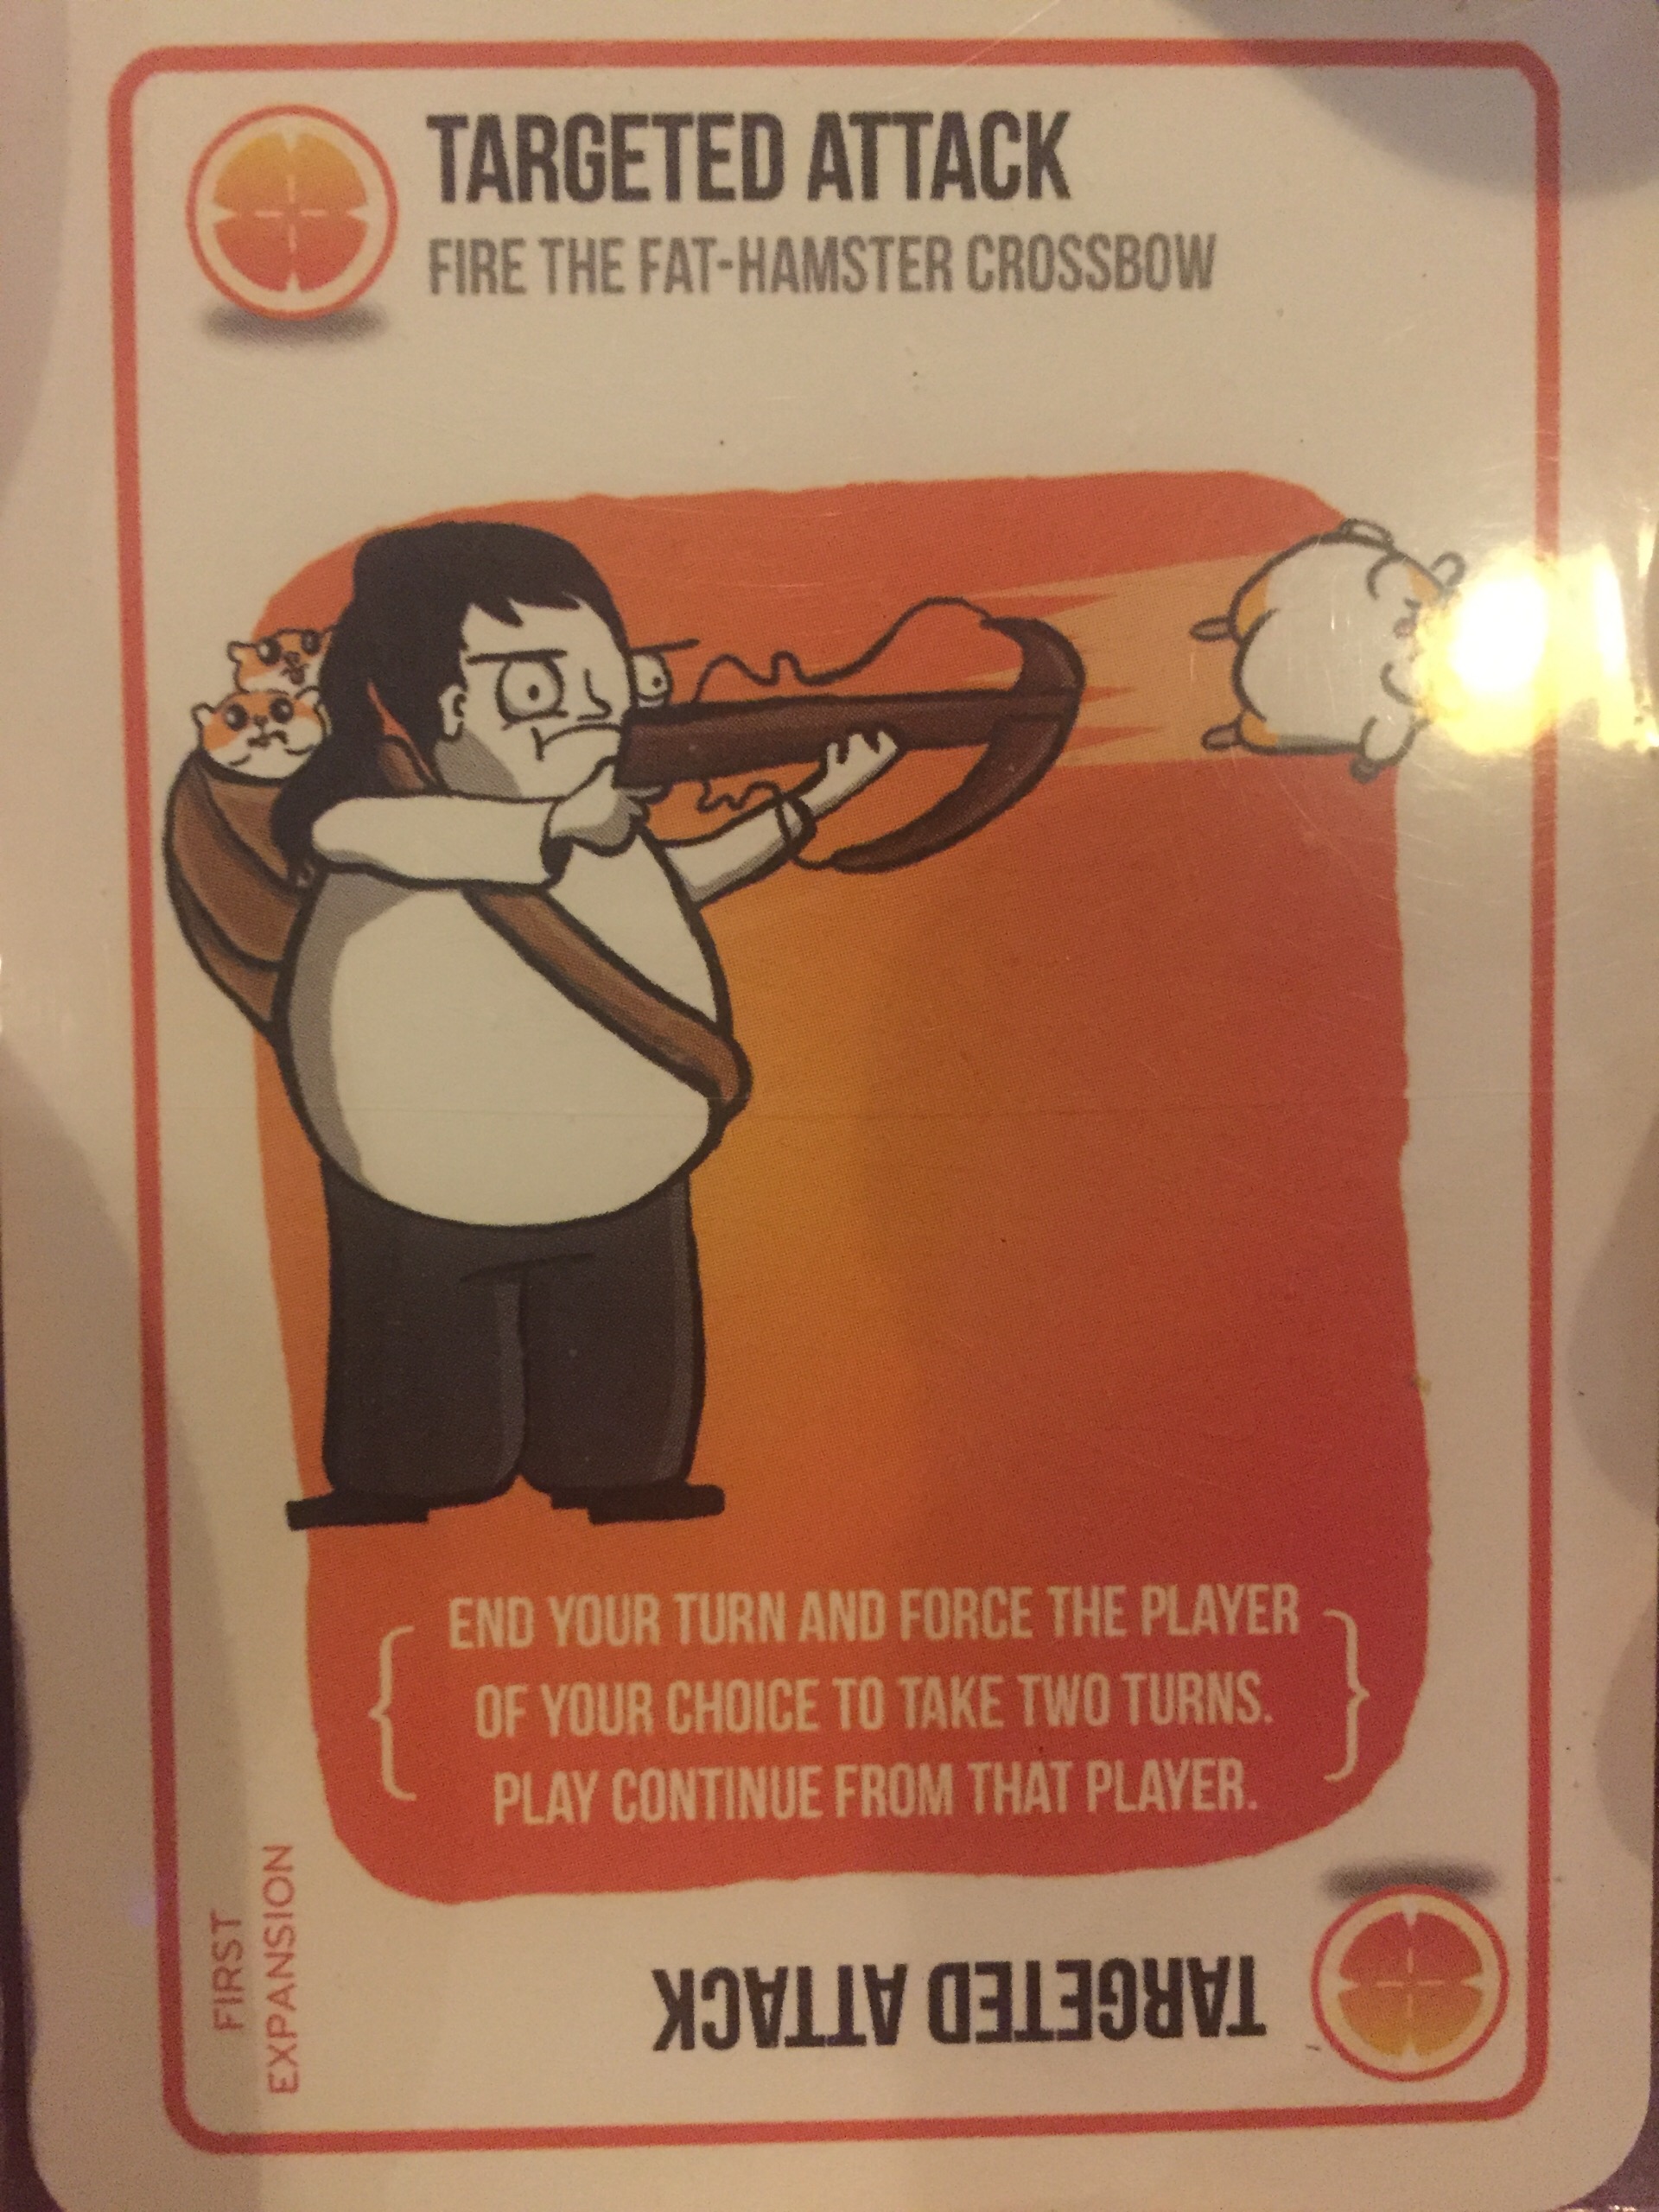 TARGETED ATTACK
FIRE THE FAT-HAMSTER CROSSBOW
END YOUR TURN AND FORCE THE PLAYER
OF YOUR CHOICE TO TAKE TWO TURNS.
PLAY CONTINUE FROM THAT PLAYER.
FIRST
EXPANSION
TARGETED ATTACK